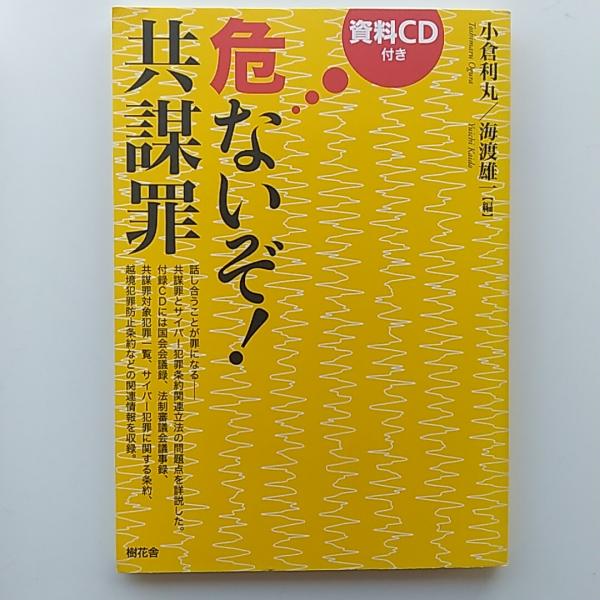 資料CD
付き
小倉利丸／海渡雄一[編]
Toshimaru Ogura
Yuichi Kaido
危ないぞ!
共謀罪
話し合うことが罪になる──
共謀罪とサイバー犯罪条約関連立法の問題点を詳説した。
付録CDには国会会議録、法制審議会議事録、
共謀罪対象犯罪一覧、サイバー犯罪に関する条約、
越境犯罪防止条約などの関連情報を収録。
樹花舎